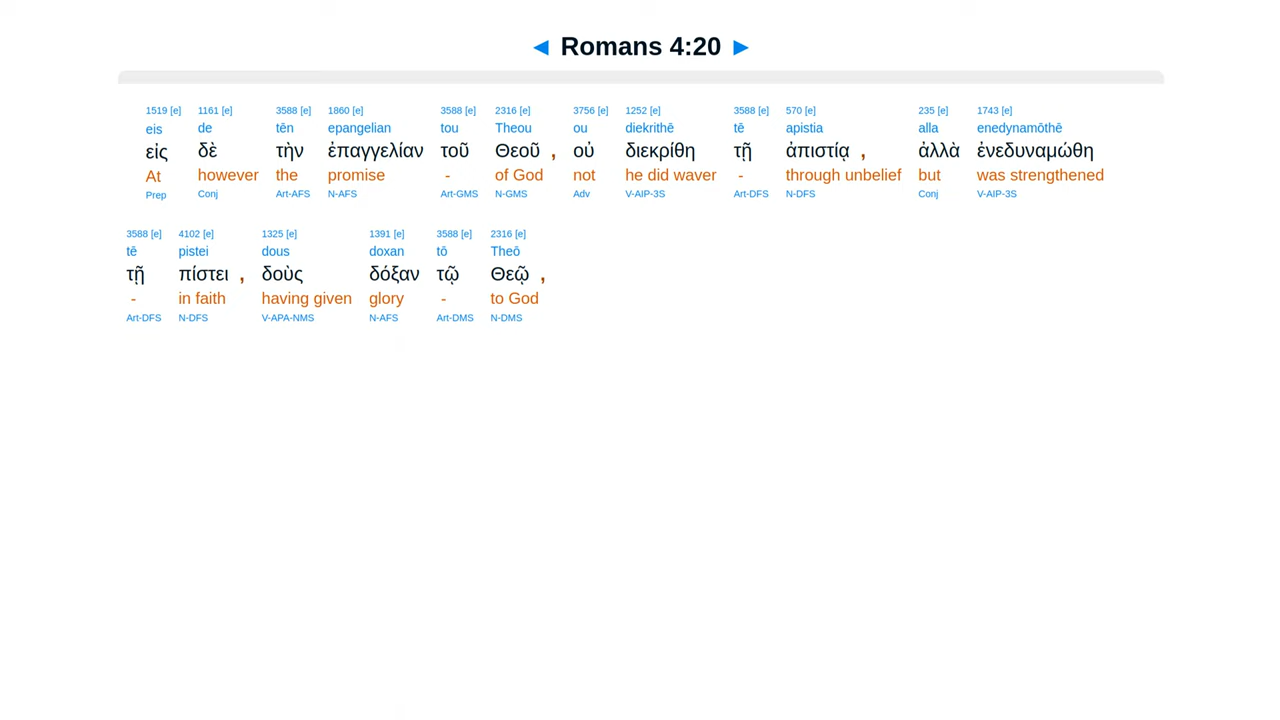 ◄ Romans 4:20 ►
1519 [e] 1161 [e] 3588 [e] 1860 [e] 3588 [e] 2316 [e] 3756 [e] 1252 [e] 3588 [e] 570 [e] 235 [e] 1743 [e]
eis de tēn epangelian tou Theou ou diekrithē tē apistia alla enedynamōthē
εἰς δὲ τὴν ἐπαγγελίαν τοῦ Θεοῦ , οὐ διεκρίθη τῇ ἀπιστίᾳ , ἀλλὰ ἐνεδυναμώθη
At however the promise - of God not he did waver - through unbelief but was strengthened
Prep Conj Art-AFS N-AFS Art-GMS N-GMS Adv V-AIP-3S Art-DFS N-DFS Conj V-AIP-3S
3588 [e] 4102 [e] 1325 [e] 1391 [e] 3588 [e] 2316 [e]
tē pistei dous doxan tō Theō
τῇ πίστει , δοὺς δόξαν τῷ Θεῷ ,
- in faith having given glory - to God
Art-DFS N-DFS V-APA-NMS N-AFS Art-DMS N-DMS